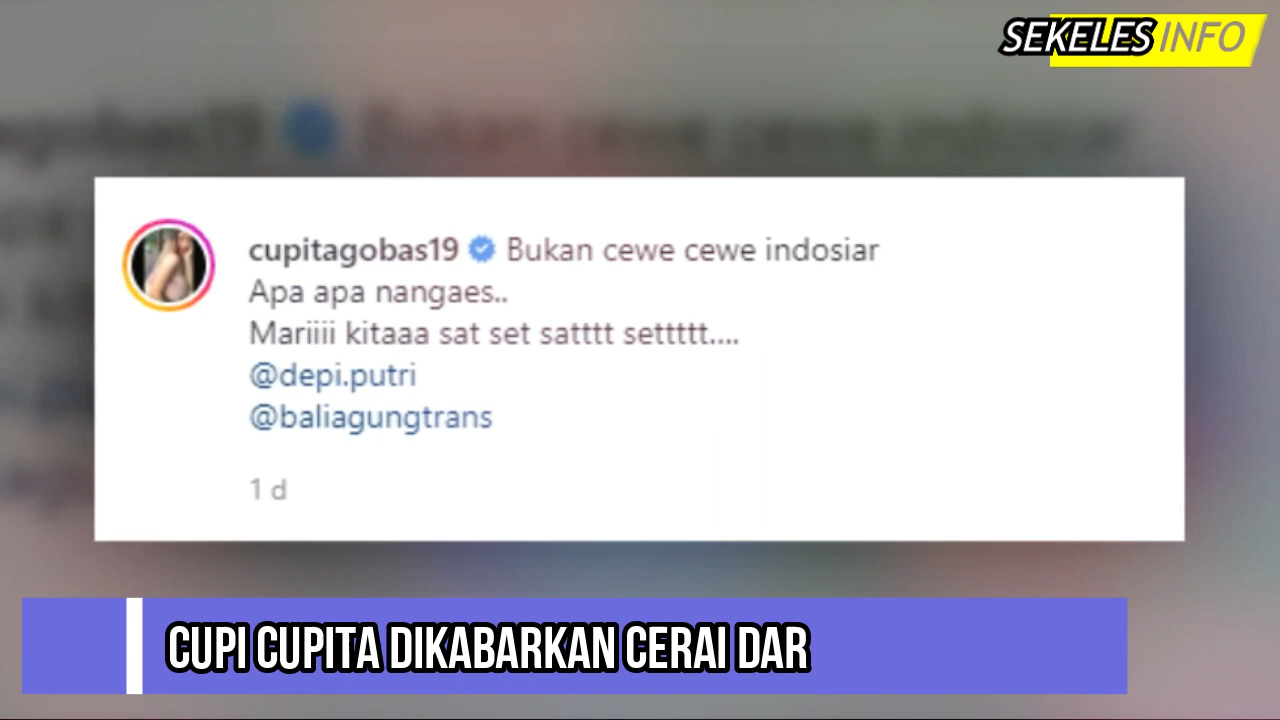 SEKELES INFO
cupitagobas19 Bukan cewe cewe indosiar
Apa apa nangaes..
Mariiii kitaaa sat set satttt settttt....
@depi.putri
@baliagungtrans
1 d
CUPI CUPITA DIKABARKAN CERAI DAR